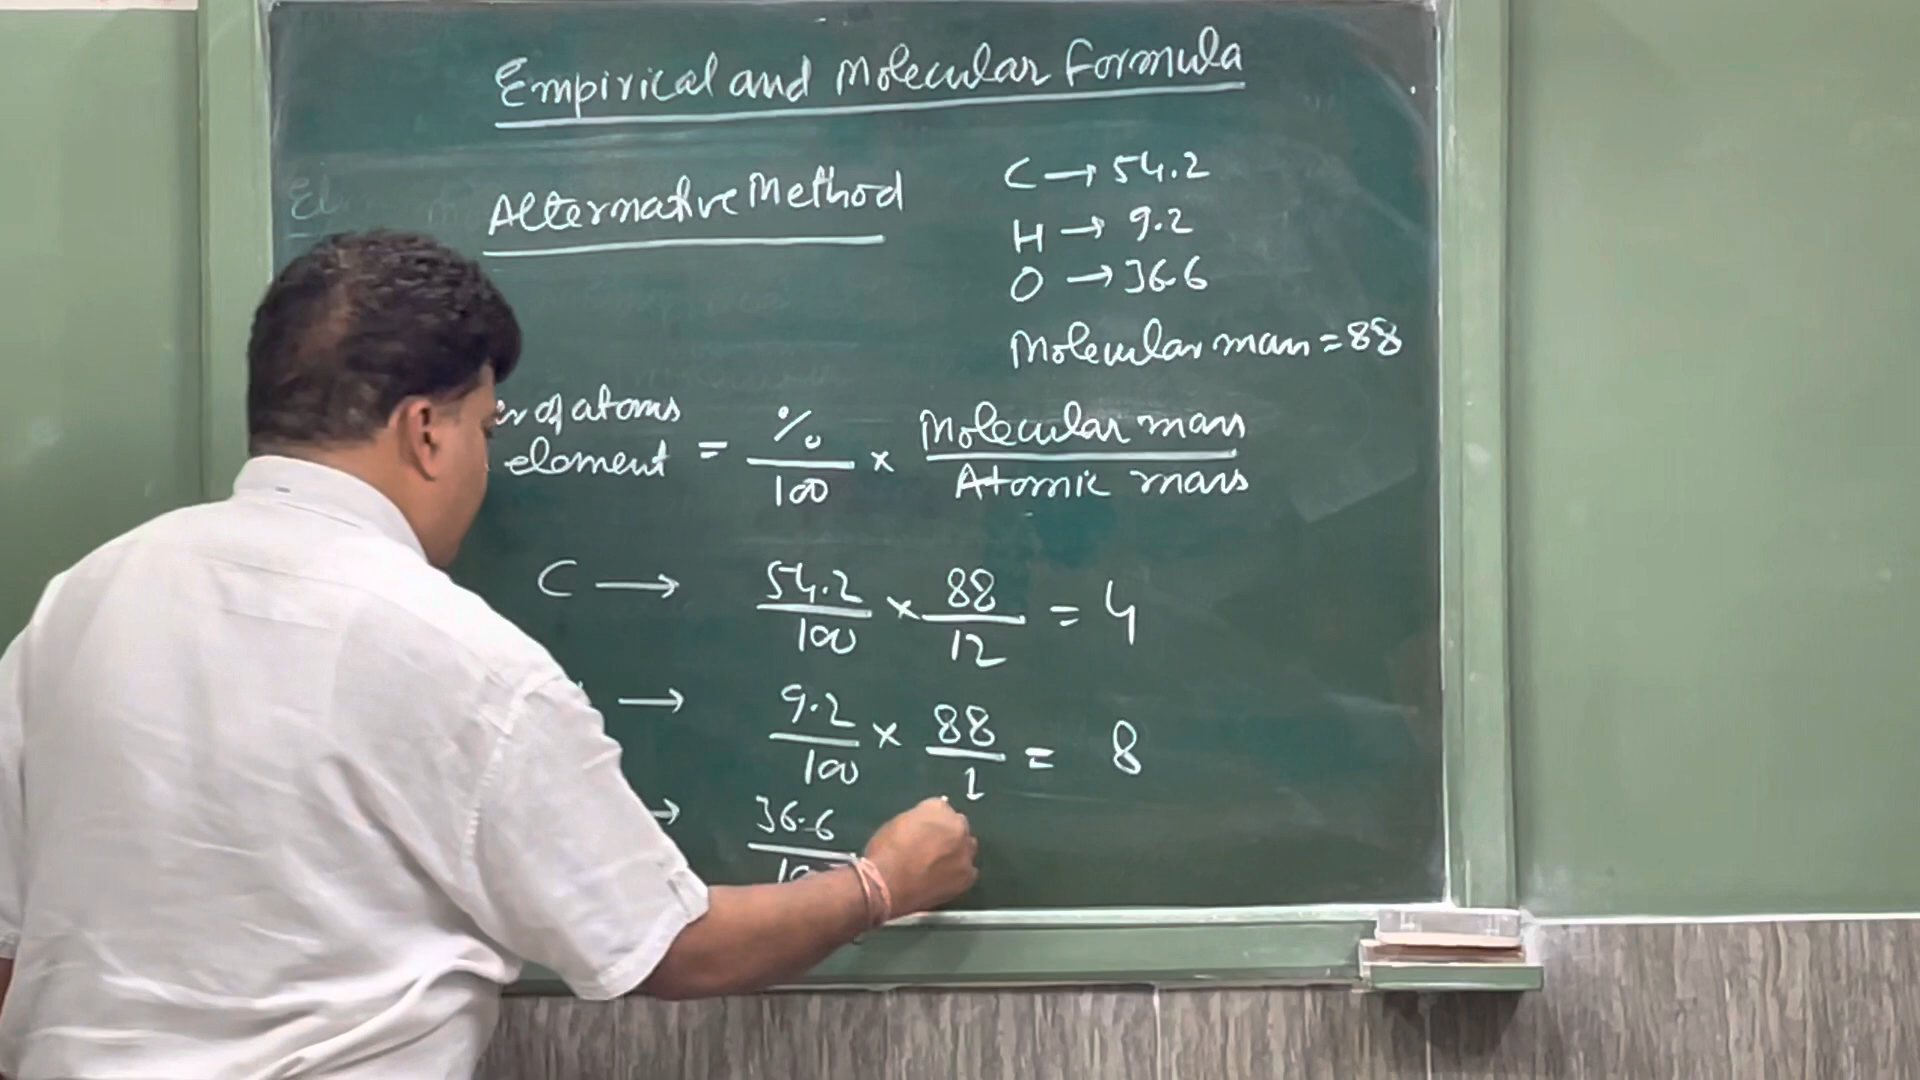 Empirical and Molecular Formula
Alternative Method
C → 54.2
H → 9.2
O → 36.6
Molecular mass = 88
of atoms
element = %/100 × Molecular mass/Atomic mass
C → 54.2/100 × 88/12 = 4
→ 9.2/100 × 88/1 = 8
→ 36.6/